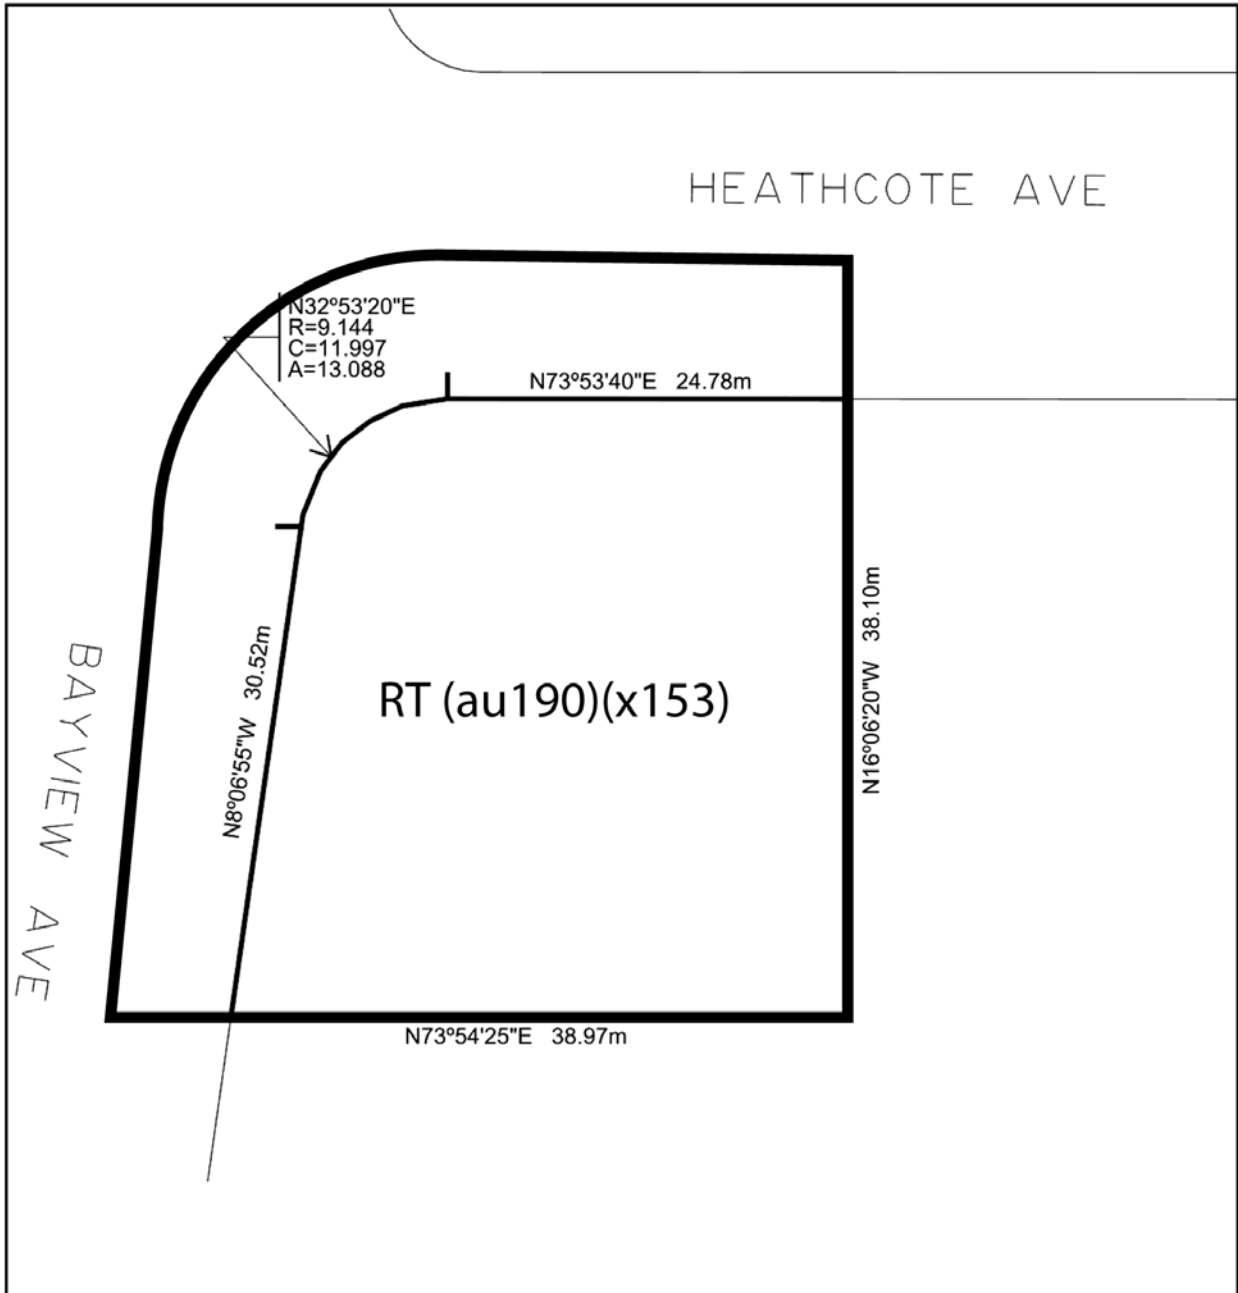 HEATHCOTE AVE
N32º53'20"E
R=9.144
C=11.997
A=13.088
N73º53'40"E 24.78m
N16º06'20"W 38.10m
N8º06'55"W 30.52m
RT (au190)(x153)
BAYVIEW AVE
N73º54'25"E 38.97m